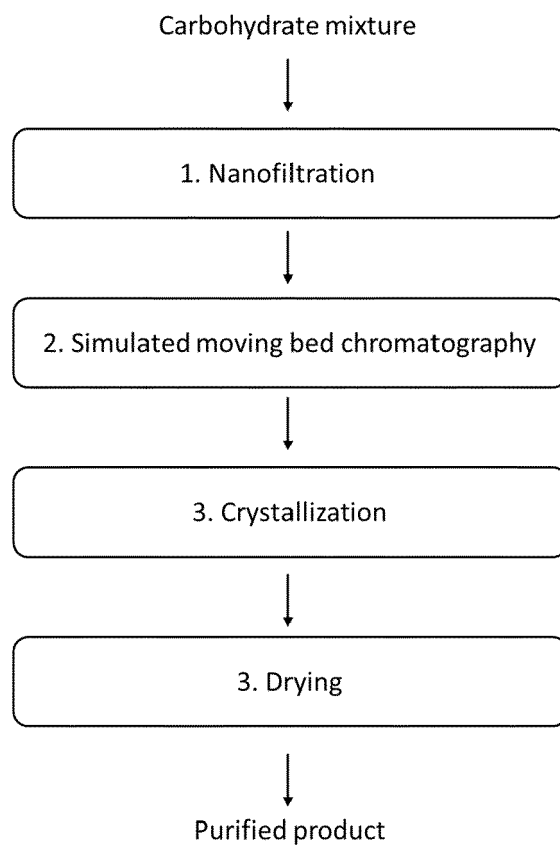 Carbohydrate mixture
1. Nanofiltration
2. Simulated moving bed chromatography
3. Crystallization
3. Drying
Purified product